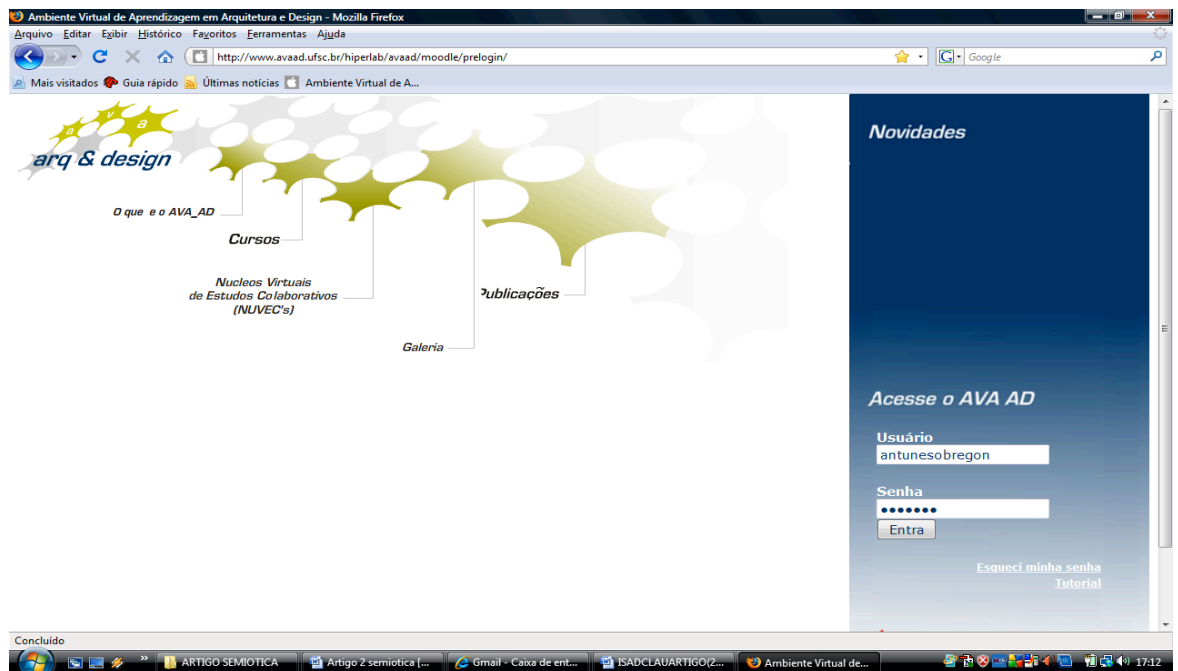 Ambiente Virtual de Aprendizagem em Arquitetura e Design - Mozilla Firefox
Arquivo Editar Exibir Histórico Favoritos Ferramentas Ajuda
http://www.avaad.ufsc.br/hiperlab/avaad/moodle/prelogin/
G Google
Mais visitados Guia rápido Últimas notícias Ambiente Virtual de A...
a v a
arq & design
Novidades
O que e o AVA_AD
Cursos
Nucleos Virtuais
de Estudos Colaborativos
(NUVEC's)
Publicações
Galeria
Acesse o AVA AD
Usuário
antunesobregon
Senha
•••••••
Entra
Esqueci minha senha
Tutorial
Concluído
» ARTIGO SEMIOTICA Artigo 2 semiotica [... Gmail - Caixa de ent... ISADCLAUARTIGO(2... Ambiente Virtual de... 17:12